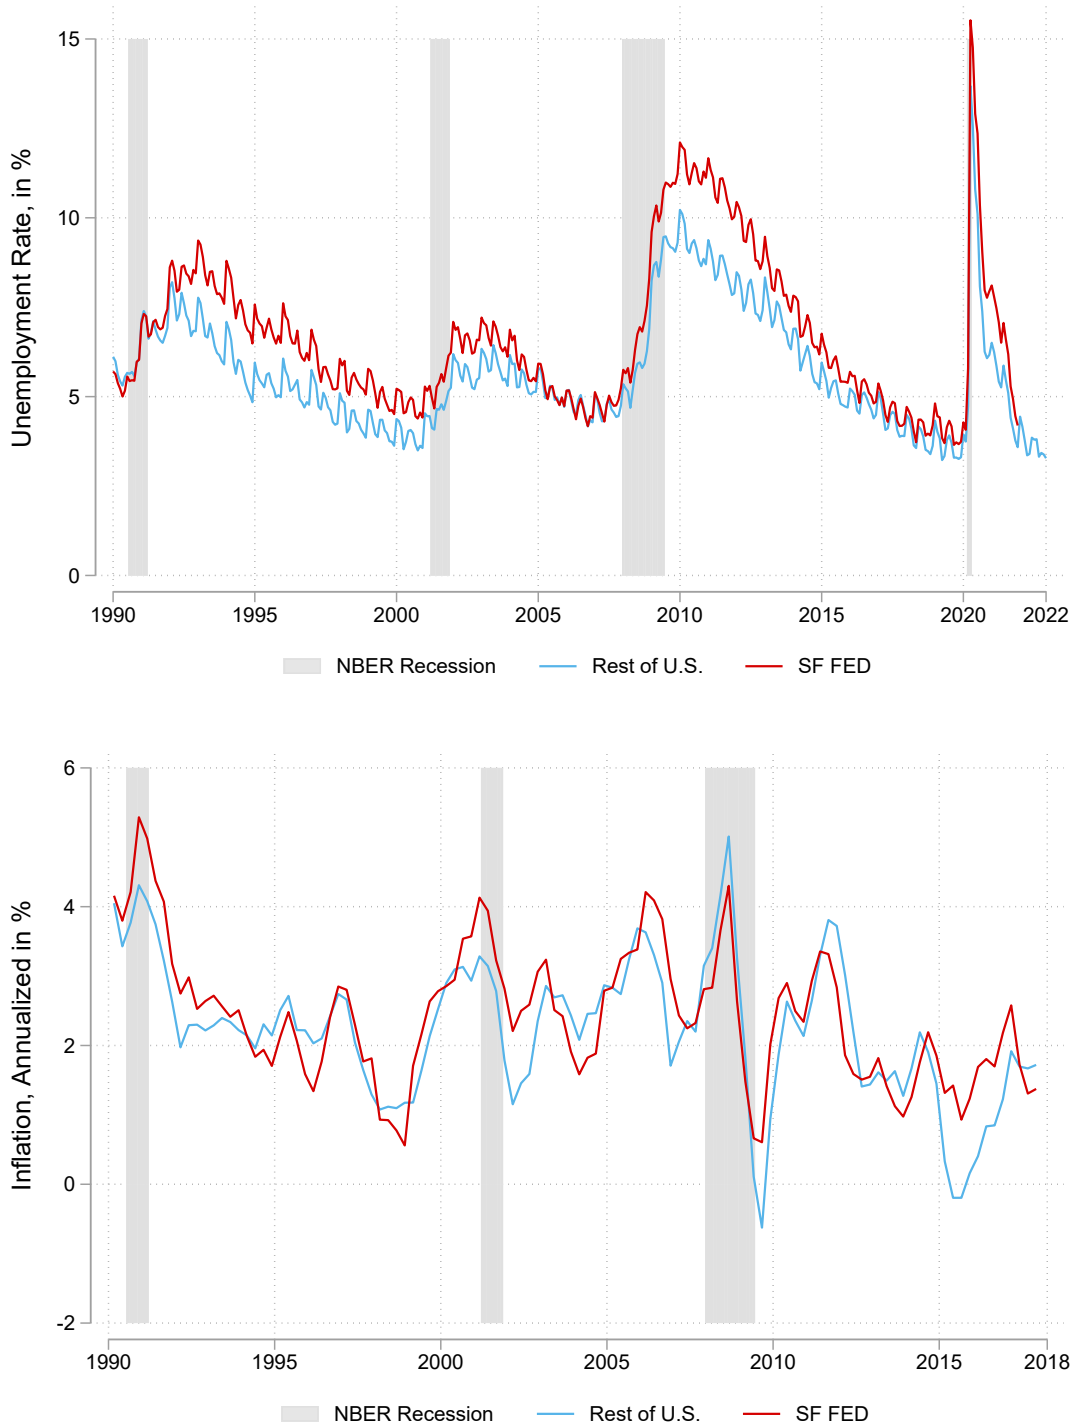 Unemployment Rate, in %
15
10
5
0
1990 1995 2000 2005 2010 2015 2020 2022
NBER Recession Rest of U.S. SF FED
Inflation, Annualized in %
6
4
2
0
-2
1990 1995 2000 2005 2010 2015 2018
NBER Recession Rest of U.S. SF FED